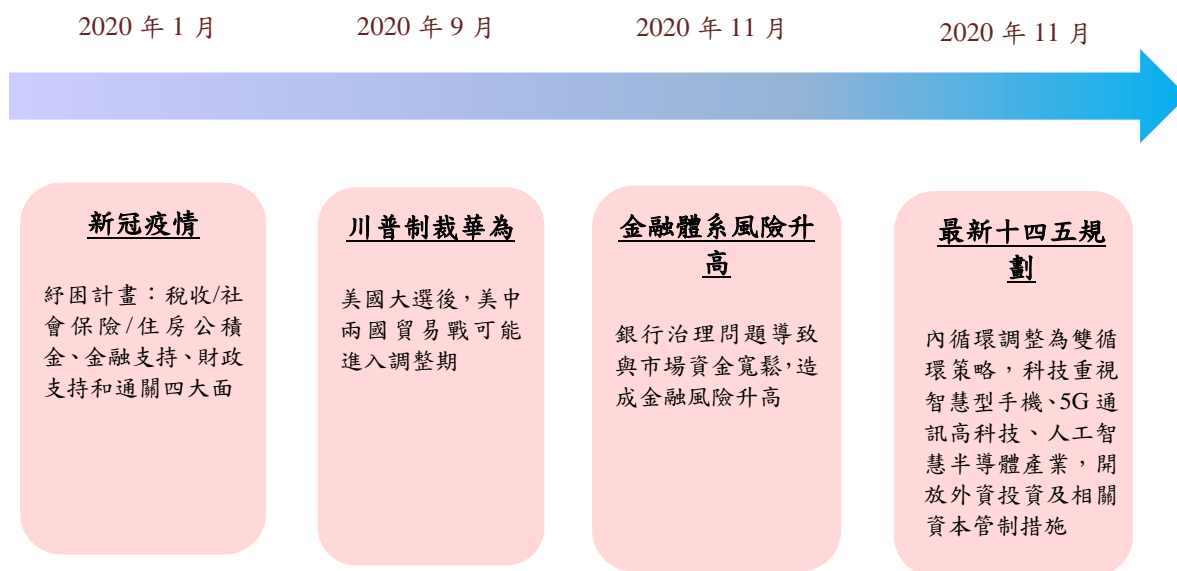 2020 年 1 月
2020 年 9 月
2020 年 11 月
2020 年 11 月
新冠疫情
紓困計畫：稅收/社
會保險/住房公積
金、金融支持、財政
支持和通關四大面
川普制裁華為
美國大選後，美中
兩國貿易戰可能
進入調整期
金融體系風險升
高
銀行治理問題導致
與市場資金寬鬆，造
成金融風險升高
最新十四五規
劃
內循環調整為雙循
環策略，科技重視
智慧型手機、5G 通
訊高科技、人工智
慧半導體產業，開
放外資投資及相關
資本管制措施